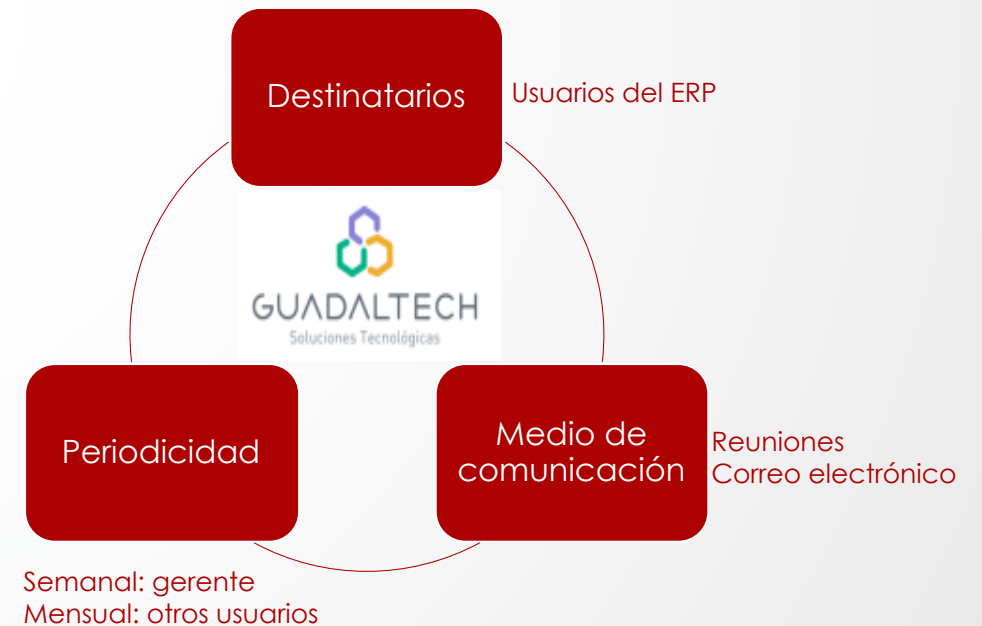 Destinatarios
Usuarios del ERP
GUADALTECH
Soluciones Tecnológicas
Periodicidad
Medio de
comunicación
Reuniones
Correo electrónico
Semanal: gerente
Mensual: otros usuarios